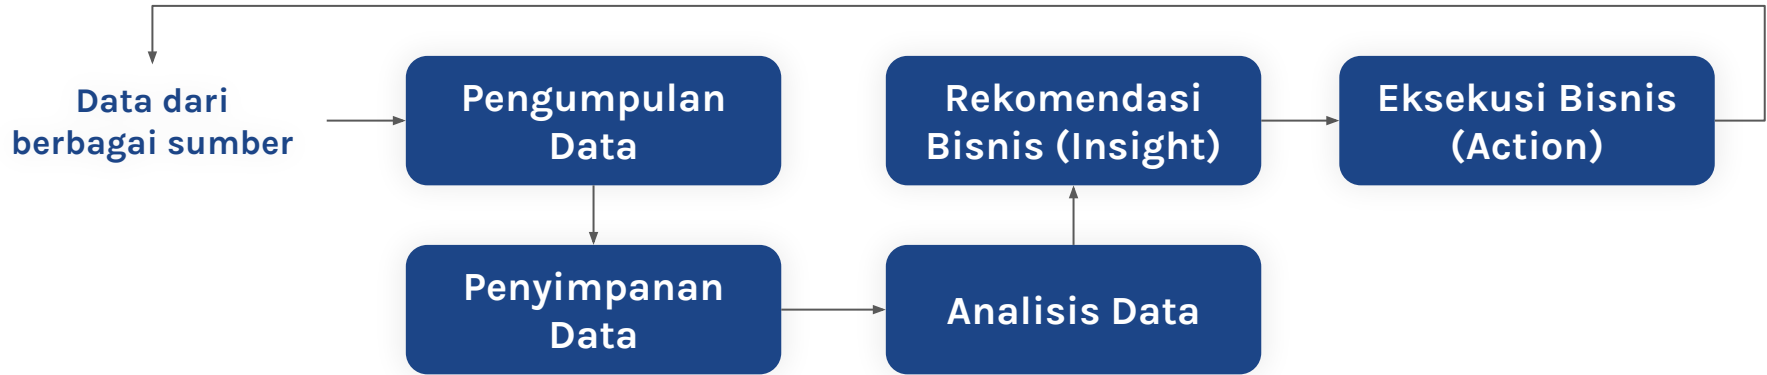 Data dari
berbagai sumber
Pengumpulan
Data
Penyimpanan
Data
Analisis Data
Rekomendasi
Bisnis (Insight)
Eksekusi Bisnis
(Action)